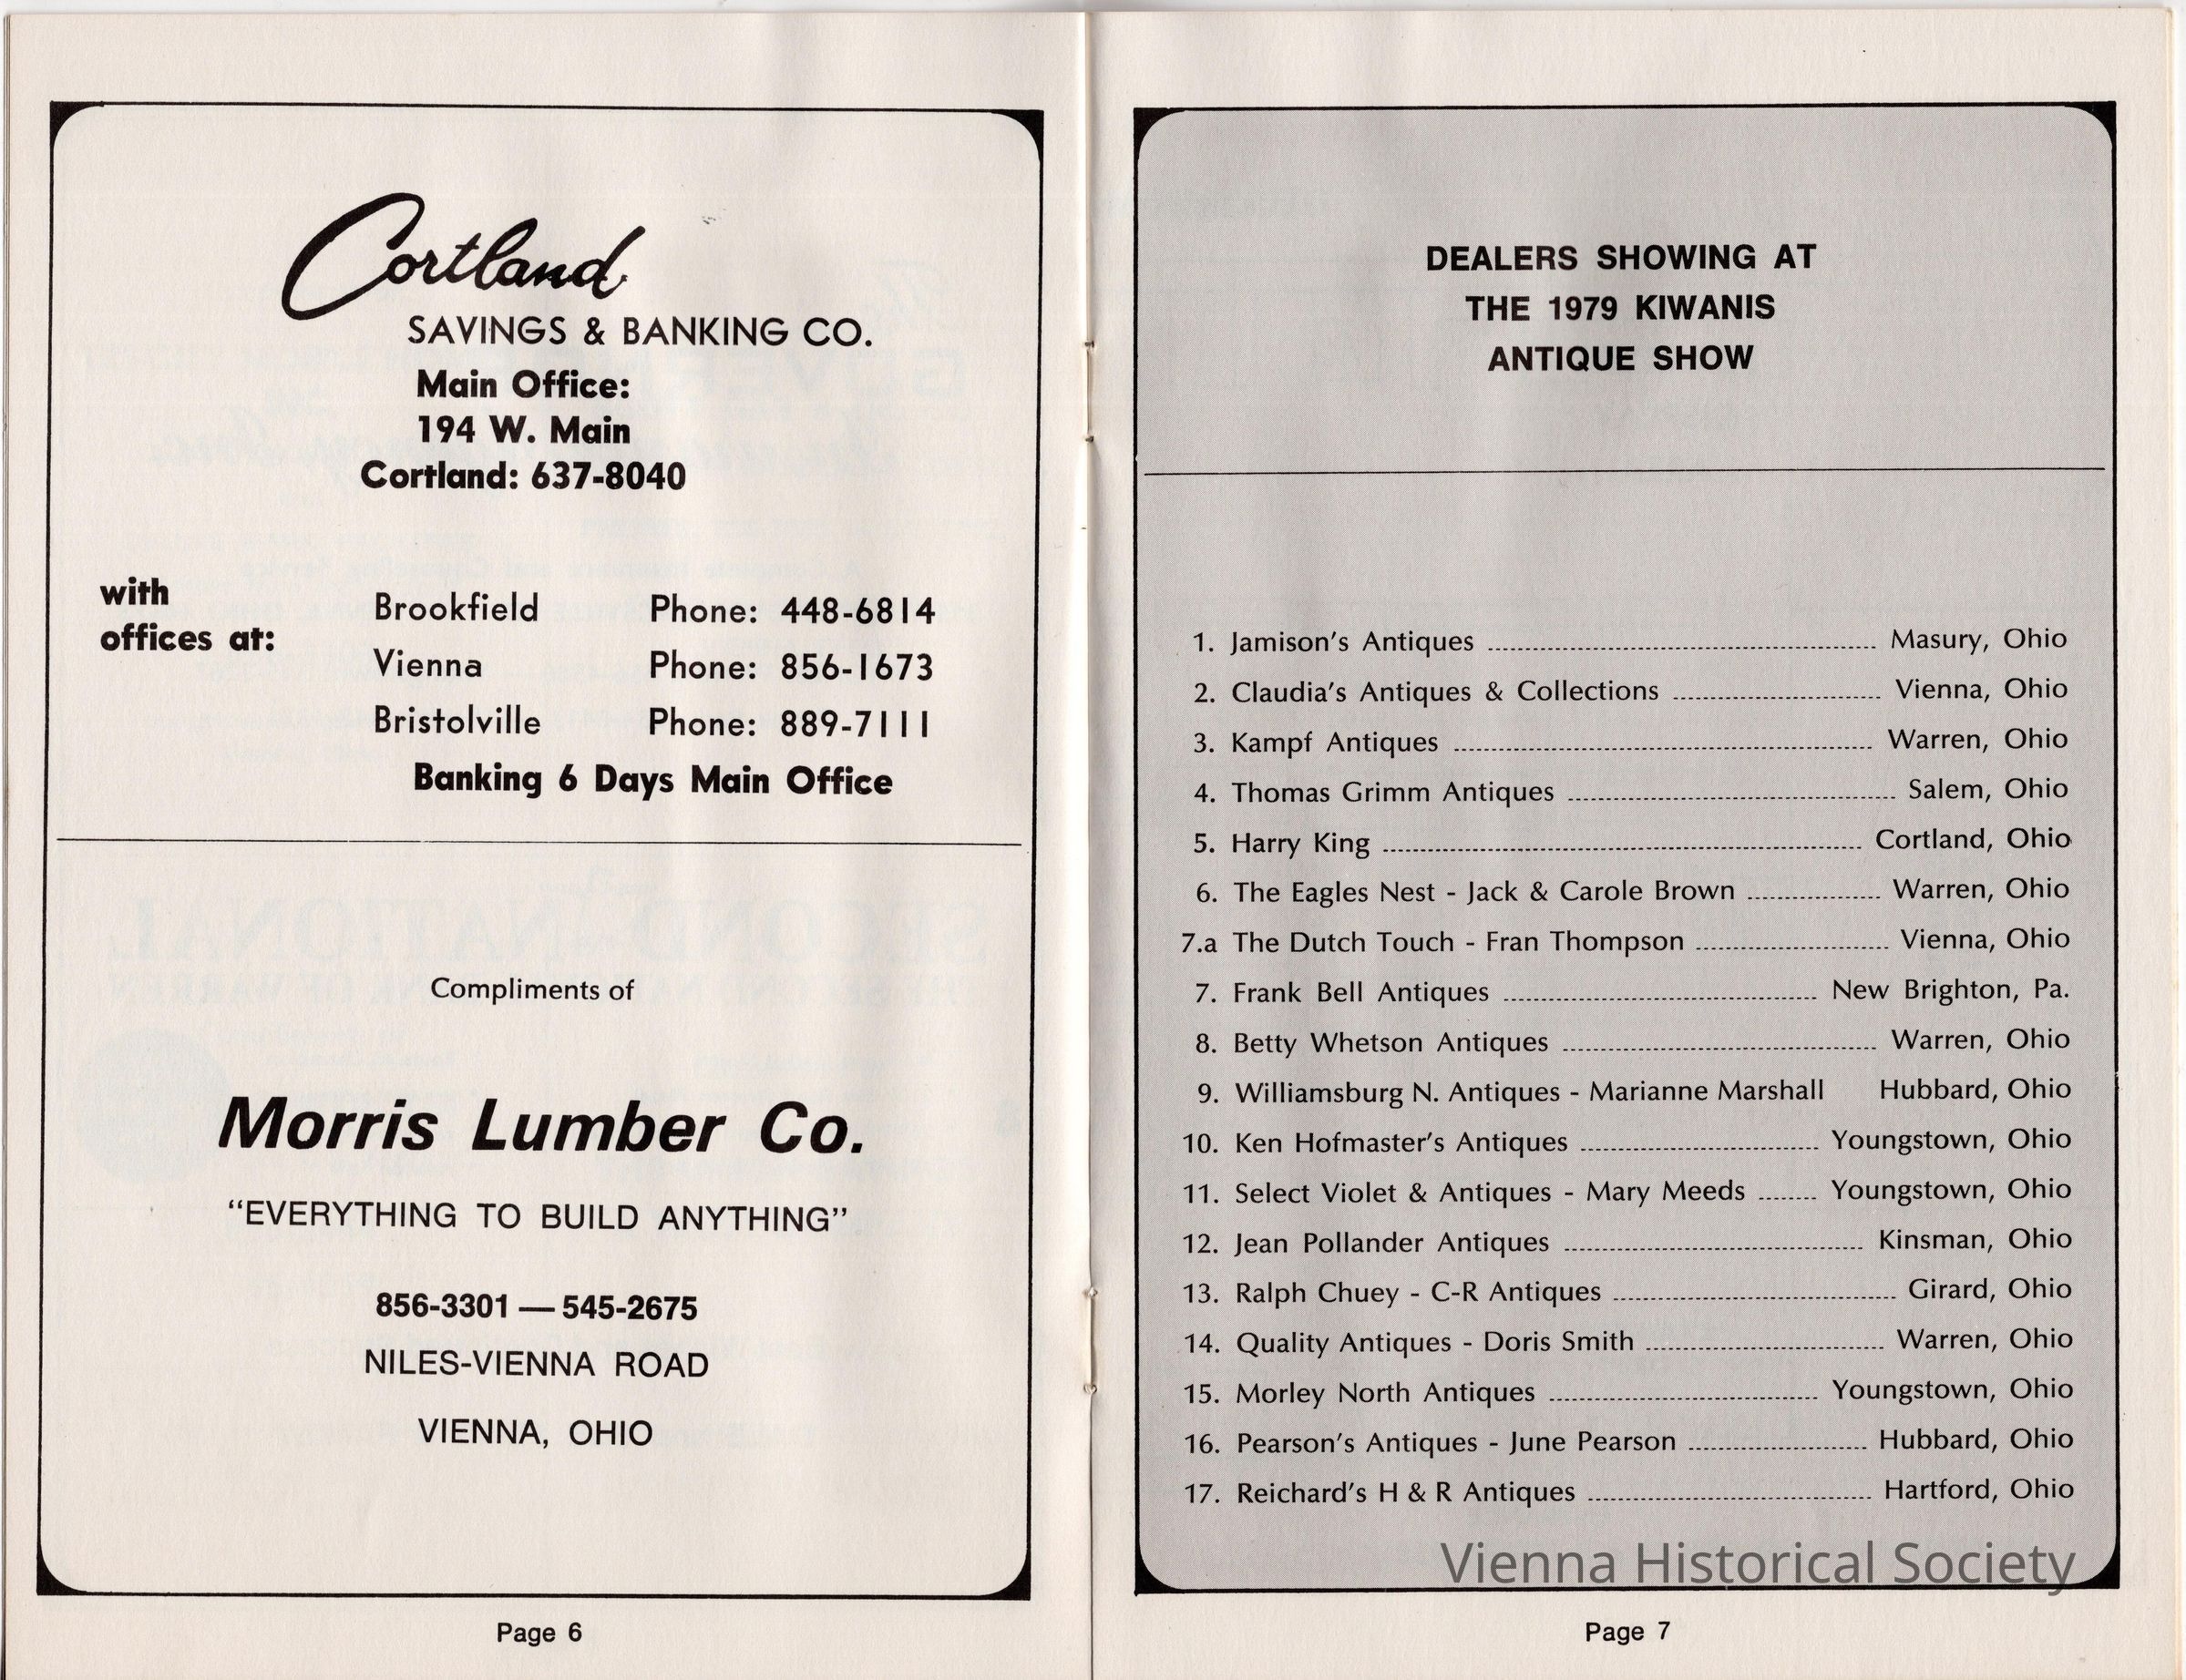 Cortland
SAVINGS & BANKING CO.
Main Office:
194 W. Main
Cortland: 637-8040
with
offices at:
Brookfield Phone: 448-6814
Vienna Phone: 856-1673
Bristolville Phone: 889-7111
Banking 6 Days Main Office
Compliments of
Morris Lumber Co.
“EVERYTHING TO BUILD ANYTHING”
856-3301 — 545-2675
NILES-VIENNA ROAD
VIENNA, OHIO
Page 6
DEALERS SHOWING AT
THE 1979 KIWANIS
ANTIQUE SHOW
1. Jamison's Antiques ........ Masury, Ohio
2. Claudia's Antiques & Collections ........ Vienna, Ohio
3. Kampf Antiques ........ Warren, Ohio
4. Thomas Grimm Antiques ........ Salem, Ohio
5. Harry King ........ Cortland, Ohio
6. The Eagles Nest - Jack & Carole Brown ........ Warren, Ohio
7.a The Dutch Touch - Fran Thompson ........ Vienna, Ohio
7. Frank Bell Antiques ........ New Brighton, Pa.
8. Betty Whetson Antiques ........ Warren, Ohio
9. Williamsburg N. Antiques - Marianne Marshall Hubbard, Ohio
10. Ken Hofmaster's Antiques ........ Youngstown, Ohio
11. Select Violet & Antiques - Mary Meeds ........ Youngstown, Ohio
12. Jean Pollander Antiques ........ Kinsman, Ohio
13. Ralph Chuey - C-R Antiques ........ Girard, Ohio
14. Quality Antiques - Doris Smith ........ Warren, Ohio
15. Morley North Antiques ........ Youngstown, Ohio
16. Pearson's Antiques - June Pearson ........ Hubbard, Ohio
17. Reichard's H & R Antiques ........ Hartford, Ohio
Vienna Historical Society
Page 7